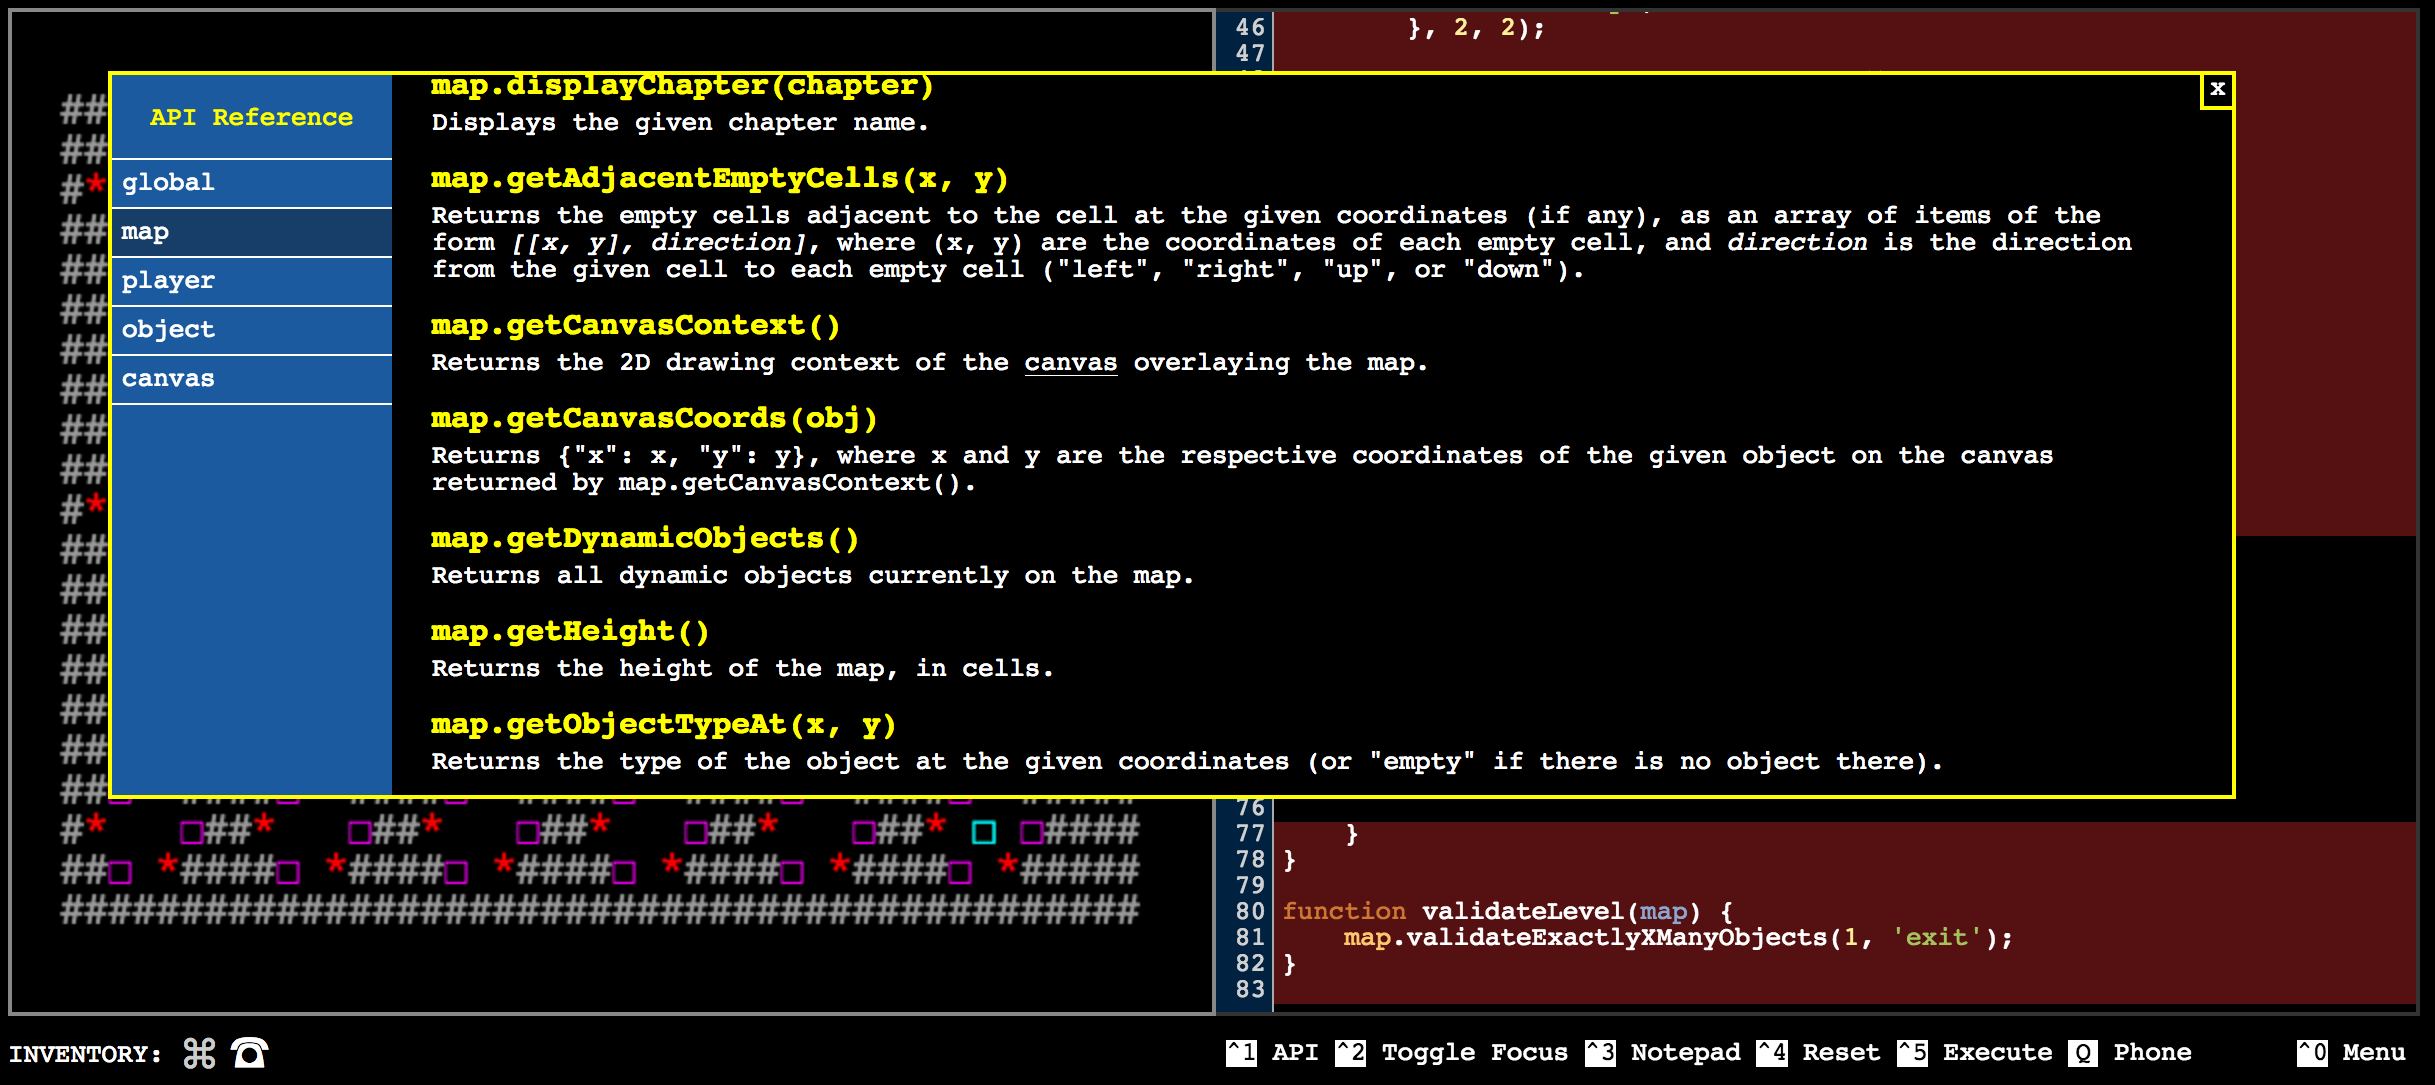 46 }, 2, 2);
47
API Reference
global
map
player
object
canvas
x
map.displayChapter(chapter)
Displays the given chapter name.
map.getAdjacentEmptyCells(x, y)
Returns the empty cells adjacent to the cell at the given coordinates (if any), as an array of items of the
form [[x, y], direction], where (x, y) are the coordinates of each empty cell, and direction is the direction
from the given cell to each empty cell ("left", "right", "up", or "down").
map.getCanvasContext()
Returns the 2D drawing context of the canvas overlaying the map.
map.getCanvasCoords(obj)
Returns {"x": x, "y": y}, where x and y are the respective coordinates of the given object on the canvas
returned by map.getCanvasContext().
map.getDynamicObjects()
Returns all dynamic objects currently on the map.
map.getHeight()
Returns the height of the map, in cells.
map.getObjectTypeAt(x, y)
Returns the type of the object at the given coordinates (or "empty" if there is no object there).
76
77 }
78 }
79
80 function validateLevel(map) {
81 map.validateExactlyXManyObjects(1, 'exit');
82 }
83
INVENTORY: ⌘ ☎ ^1 API ^2 Toggle Focus ^3 Notepad ^4 Reset ^5 Execute Q Phone ^0 Menu